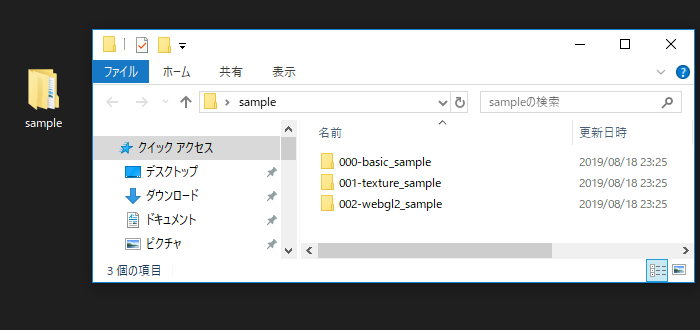 sample
ファイル ホーム 共有 表示
sample sampleの検索
クイック アクセス
デスクトップ
ダウンロード
ドキュメント
ピクチャ
名前 更新日時
000-basic_sample 2019/08/18 23:25
001-texture_sample 2019/08/18 23:25
002-webgl2_sample 2019/08/18 23:25
3 個の項目